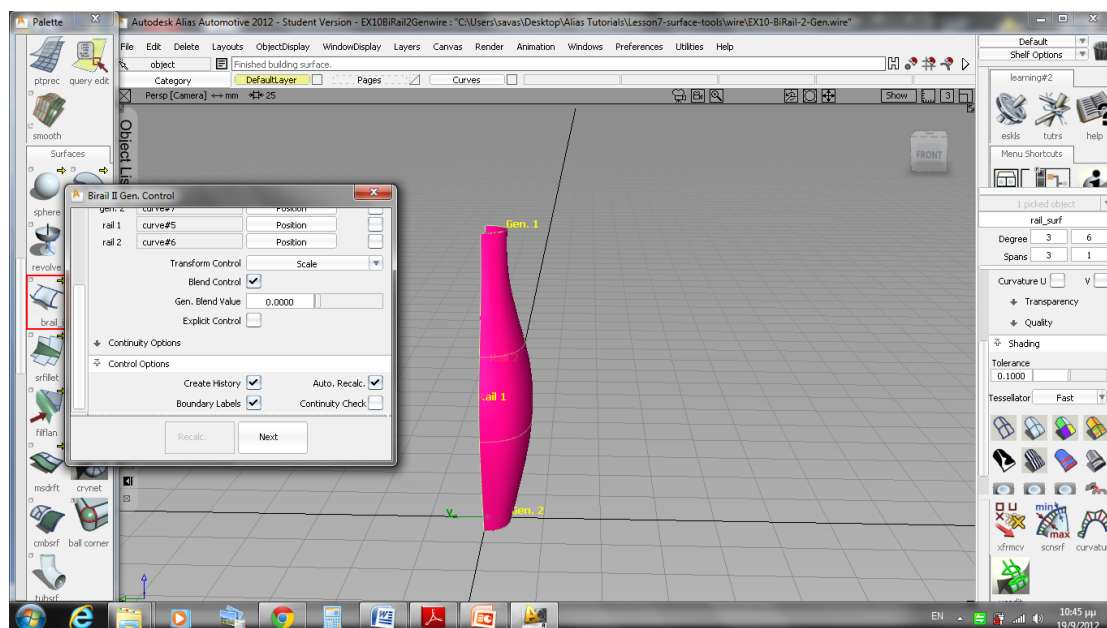 Palette
Autodesk Alias Automotive 2012 - Student Version - EX10BiRail2Genwire : "C:\Users\savas\Desktop\Alias Tutorials\Lesson7-surface-tools\wire\EX10-BiRail-2-Gen.wire"
File Edit Delete Layouts ObjectDisplay WindowDisplay Layers Canvas Render Animation Windows Preferences Utilities Help
object Finished building surface.
Category DefaultLayer Pages Curves
Persp [Camera] mm 25 Show 3
Object Lis
ptprec query edit
smooth
Surfaces
sphere
revolve
brail_
srfillet
filflan
msdrft crvnet
cmbsrf ball corner
tubsrf
Birail II Gen. Control
gen. 2 curve#7 Position
rail 1 curve#5 Position
rail 2 curve#6 Position
Transform Control Scale
Blend Control
Gen. Blend Value 0.0000
Explicit Control
Continuity Options
Control Options
Create History Auto. Recalc.
Boundary Labels Continuity Check
Recalc. Next
Gen. 1
Rail 2
ail 1
Gen. 2
FRONT
Default
Shelf Options
learning#2
eskls tutrs help
Menu Shortcuts
1 picked object
rail_surf
Degree 3 6
Spans 3 1
Curvature U V
Transparency
Quality
Shading
Tolerance
0.1000
Tessellator Fast
min
max
xfrmcv scnsrf curvatu
EN
10:45 μμ
19/9/2012